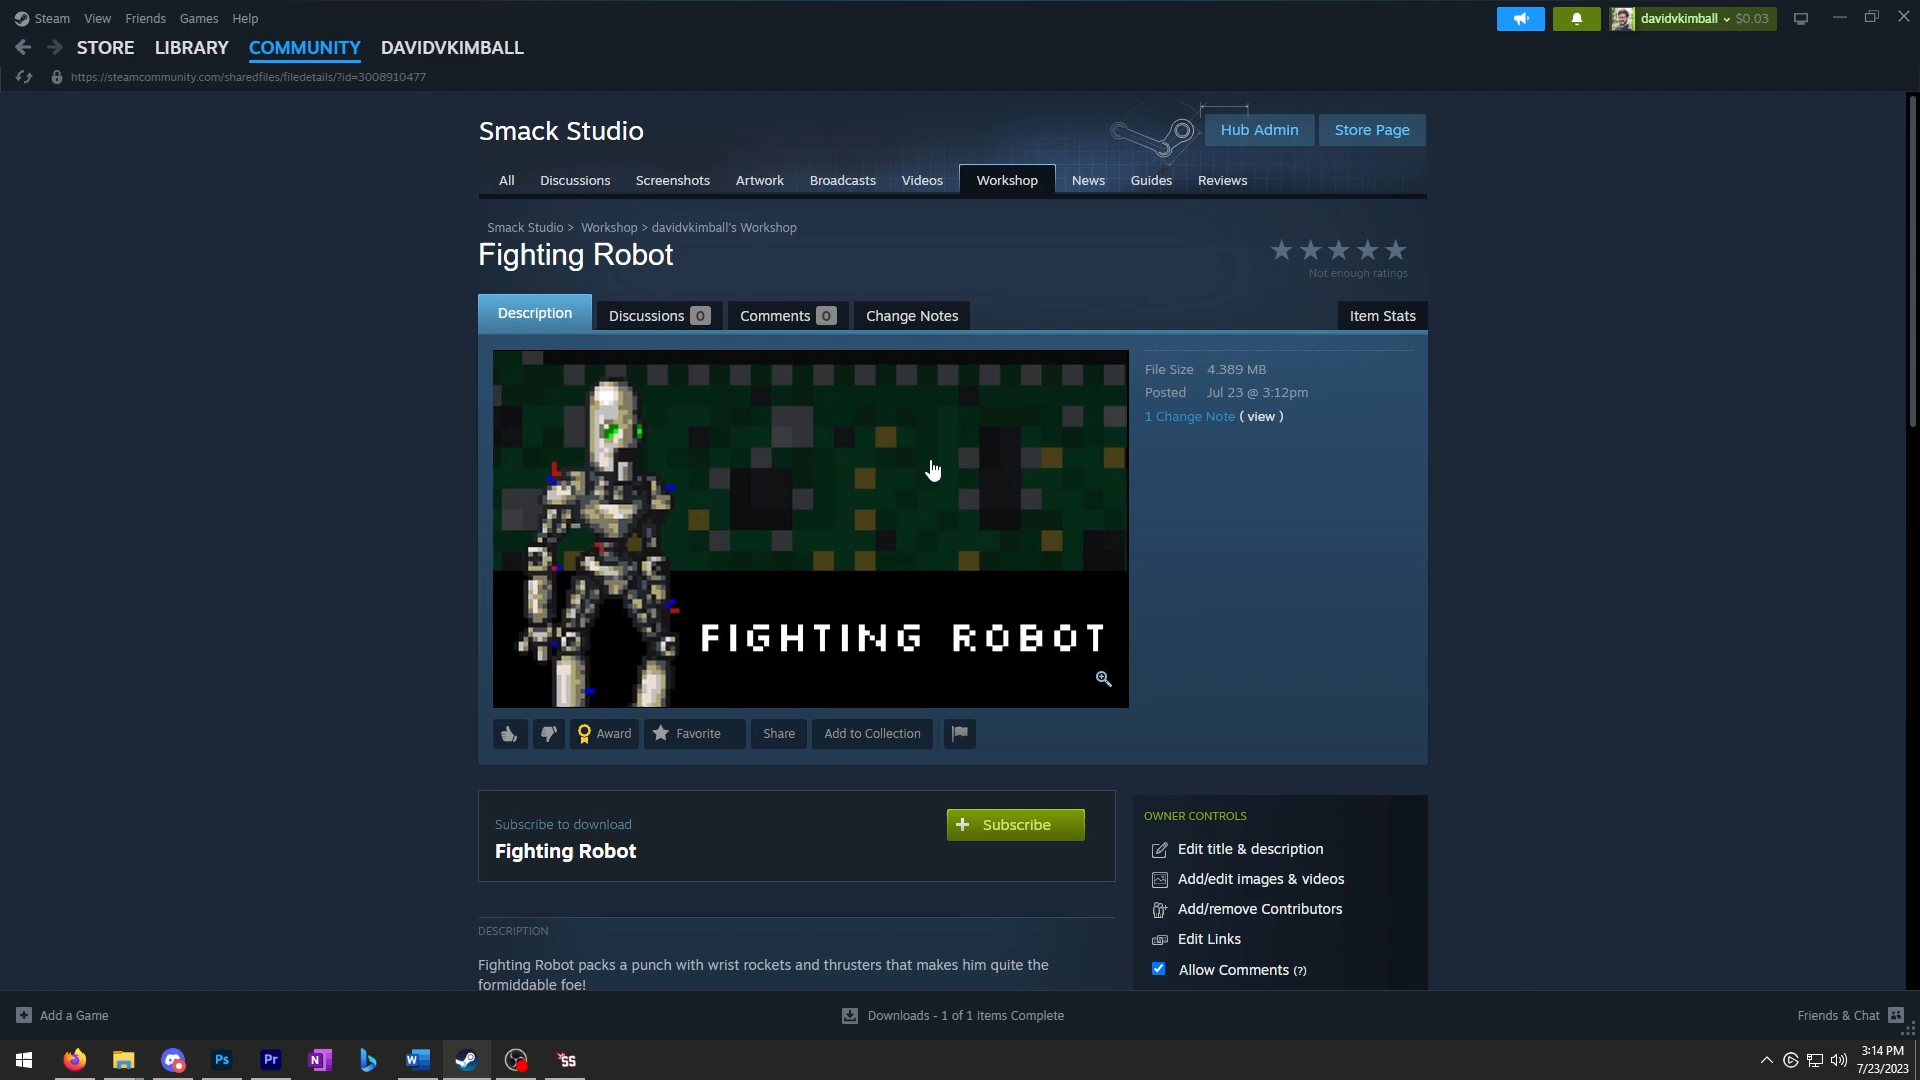 Steam View Friends Games Help
davidvkimball $0.03
STORE LIBRARY COMMUNITY DAVIDVKIMBALL
https://steamcommunity.com/sharedfiles/filedetails/?id=3008910477
Smack Studio
Hub Admin Store Page
All Discussions Screenshots Artwork Broadcasts Videos Workshop News Guides Reviews
Smack Studio > Workshop > davidvkimball's Workshop
Fighting Robot
Not enough ratings
Description Discussions 0 Comments 0 Change Notes Item Stats
File Size 4.389 MB
Posted Jul 23 @ 3:12pm
1 Change Note ( view )
FIGHTING ROBOT
Award Favorite Share Add to Collection
Subscribe to download
Fighting Robot
+ Subscribe
OWNER CONTROLS
Edit title & description
Add/edit images & videos
Add/remove Contributors
Edit Links
Allow Comments (?)
DESCRIPTION
Fighting Robot packs a punch with wrist rockets and thrusters that makes him quite the
formiddable foe!
Add a Game
Downloads - 1 of 1 Items Complete
Friends & Chat
Ps Pr N W SS
3:14 PM
7/23/2023